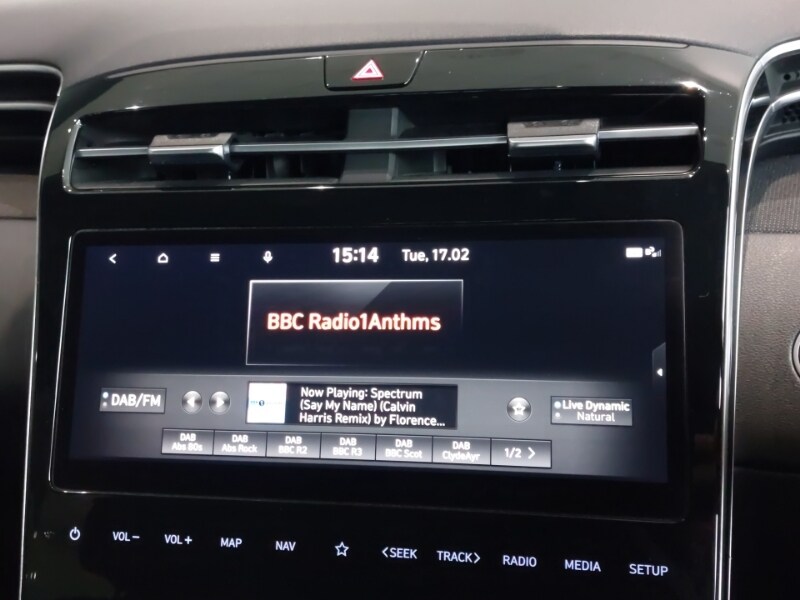 15:14 Tue, 17.02
BBC Radio1Anthms
DAB/FM
Now Playing: Spectrum
(Say My Name) (Calvin
Harris Remix) by Florence...
Live Dynamic
Natural
DAB Abs 80s
DAB Abs Rock
DAB BBC R2
DAB BBC R3
DAB BBC Scot
DAB ClydeAyr
1/2 >
VOL− VOL+ MAP NAV <SEEK TRACK> RADIO MEDIA SETUP